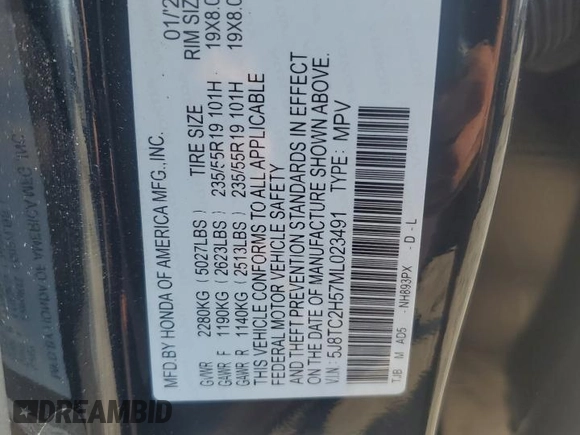 MFD.BY HONDA OF AMERICA MFG.,INC. 01/2
GVWR 2280KG (5027LBS) TIRE SIZE RIM SIZ
GAWR F 1190KG (2623LBS) 235/55R19 101H 19X8.0
GAWR R 1140KG (2513LBS) 235/55R19 101H 19X8.0
THIS VEHICLE CONFORMS TO ALL APPLICABLE
FEDERAL MOTOR VEHICLE SAFETY
AND THEFT PREVENTION STANDARDS IN EFFECT
ON THE DATE OF MANUFACTURE SHOWN ABOVE.
V.I.N: 5J8TC2H57ML023491 TYPE: MPV
TJB M AD5 -NH893PX -D-L
DREAMBID